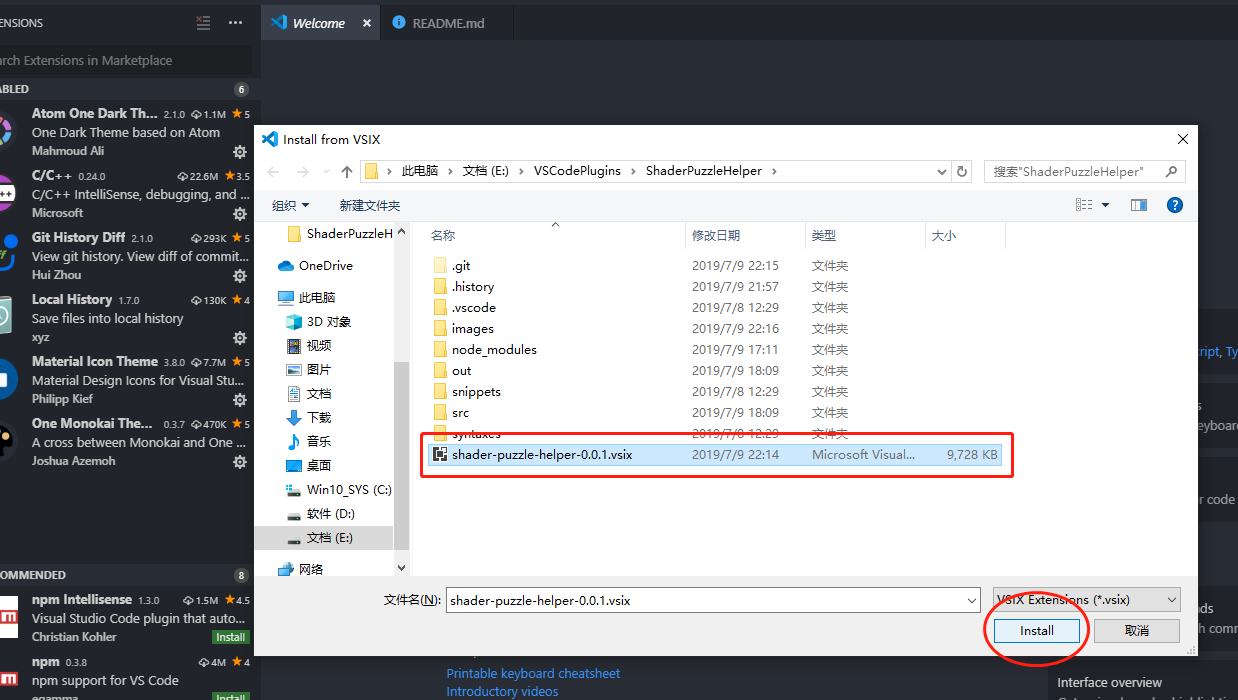 ENSIONS
Welcome
README.md
rch Extensions in Marketplace
ABLED 6
Atom One Dark Th... 2.1.0 1.1M 5
One Dark Theme based on Atom
Mahmoud Ali
C/C++ 0.24.0 22.6M 3.5
C/C++ IntelliSense, debugging, and ...
Microsoft
Git History Diff 2.1.0 293K 5
View git history. View diff of commit...
Hui Zhou
Local History 1.7.0 130K 4
Save files into local history
xyz
Material Icon Theme 3.8.0 7.7M 5
Material Design Icons for Visual Stu...
Philipp Kief
One Monokai The... 0.3.7 470K 5
A cross between Monokai and One ...
Joshua Azemoh
OMMENDED 8
npm Intellisense 1.3.0 1.5M 4.5
Visual Studio Code plugin that auto...
Christian Kohler Install
npm 0.3.8 4M 4
npm support for VS Code
egamma Install
Install from VSIX
此电脑 > 文档 (E:) > VSCodePlugins > ShaderPuzzleHelper >
搜索"ShaderPuzzleHelper"
组织 新建文件夹
ShaderPuzzleH
OneDrive
此电脑
3D 对象
视频
图片
文档
下载
音乐
桌面
Win10_SYS (C:)
软件 (D:)
文档 (E:)
网络
名称 修改日期 类型 大小
.git 2019/7/9 22:15 文件夹
.history 2019/7/9 21:57 文件夹
.vscode 2019/7/8 12:29 文件夹
images 2019/7/9 22:16 文件夹
node_modules 2019/7/9 17:11 文件夹
out 2019/7/9 18:09 文件夹
snippets 2019/7/8 12:29 文件夹
src 2019/7/9 18:09 文件夹
syntaxes 2019/7/8 12:29 文件夹
shader-puzzle-helper-0.0.1.vsix 2019/7/9 22:14 Microsoft Visual... 9,728 KB
文件名(N): shader-puzzle-helper-0.0.1.vsix VSIX Extensions (*.vsix)
Install 取消
ript, Ty
s
eyboard
r code
ds
h comm
Printable keyboard cheatsheet
Introductory videos
Interface overview